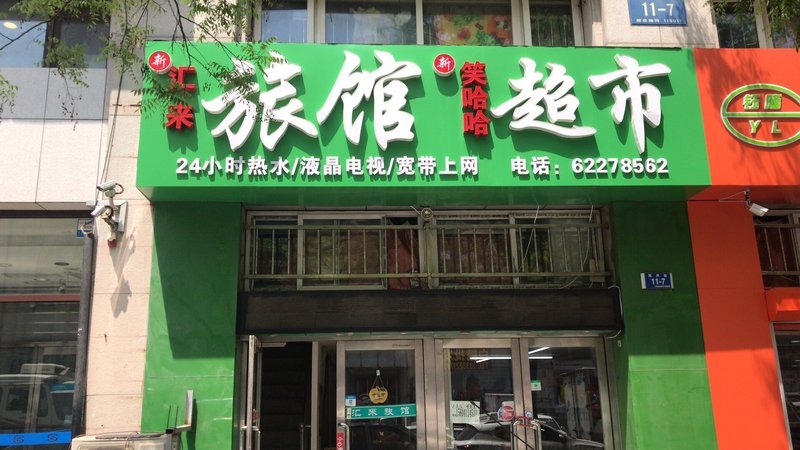 11-7
新
汇来
旅馆
新
笑哈哈
超市
24小时热水/液晶电视/宽带上网
电话：62278562
YL
11-7
汇来旅馆